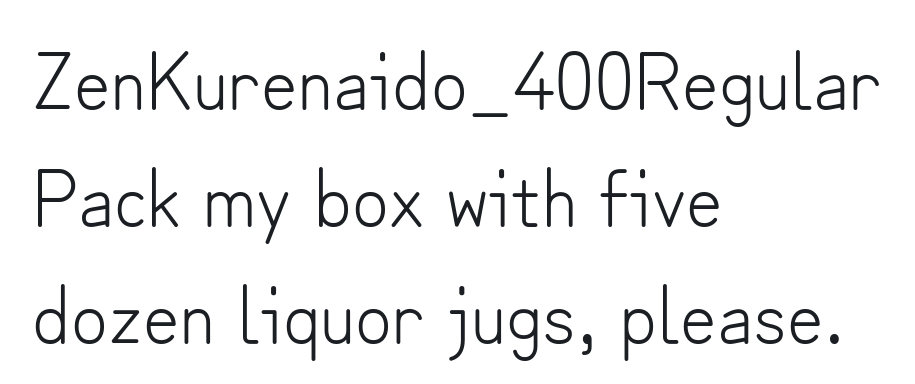 ZenKurenaido_400Regular
Pack my box with five
dozen liquor jugs, please.